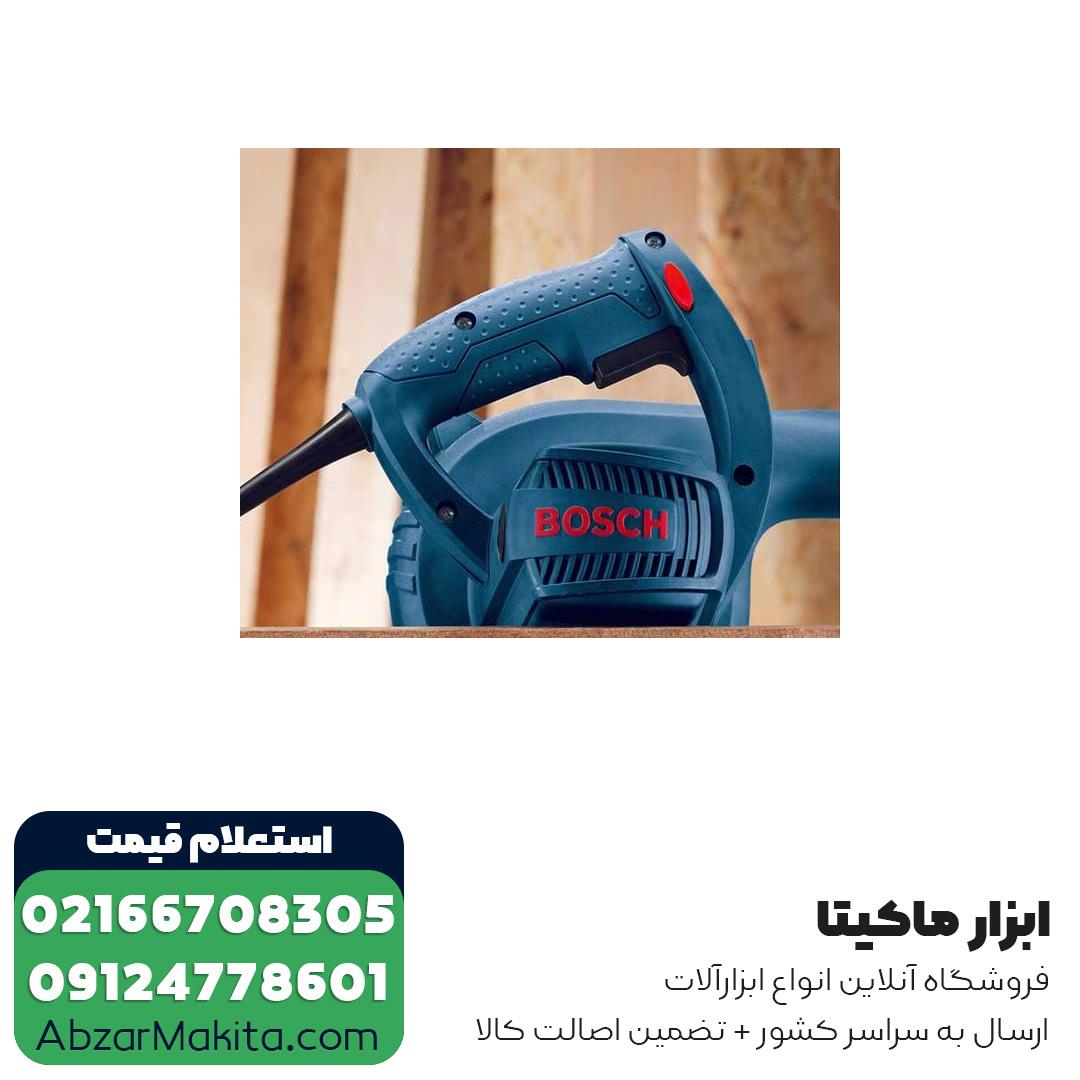 BOSCH
استعلام قیمت
02166708305
09124778601
AbzarMakita.com
ابزار ماکیتا
فروشگاه آنلاین انواع ابزارآلات
ارسال به سراسر کشور + تضمین اصالت کالا